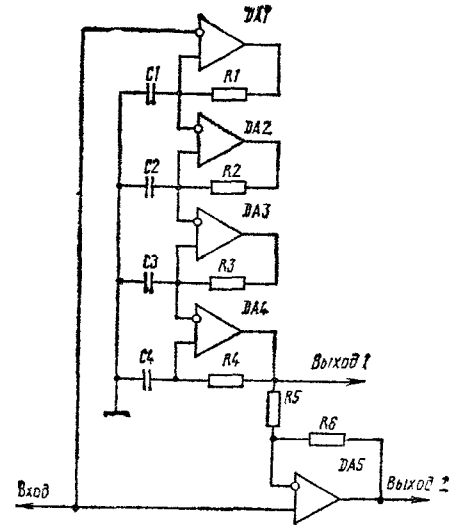 DA1
C1
R1
DA2
C2
R2
DA3
C3
R3
DA4
C4
R4
Выход 1
R5
R6
DA5
Вход
Выход 2